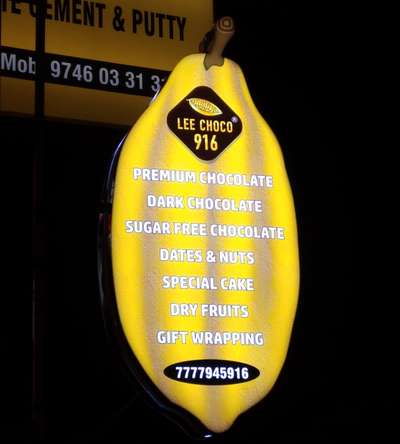 CEMENT & PUTTY
Mob 9746 03 31 3
LEE CHOCO®
916
PREMIUM CHOCOLATE
DARK CHOCOLATE
SUGAR FREE CHOCOLATE
DATES & NUTS
SPECIAL CAKE
DRY FRUITS
GIFT WRAPPING
7777945916